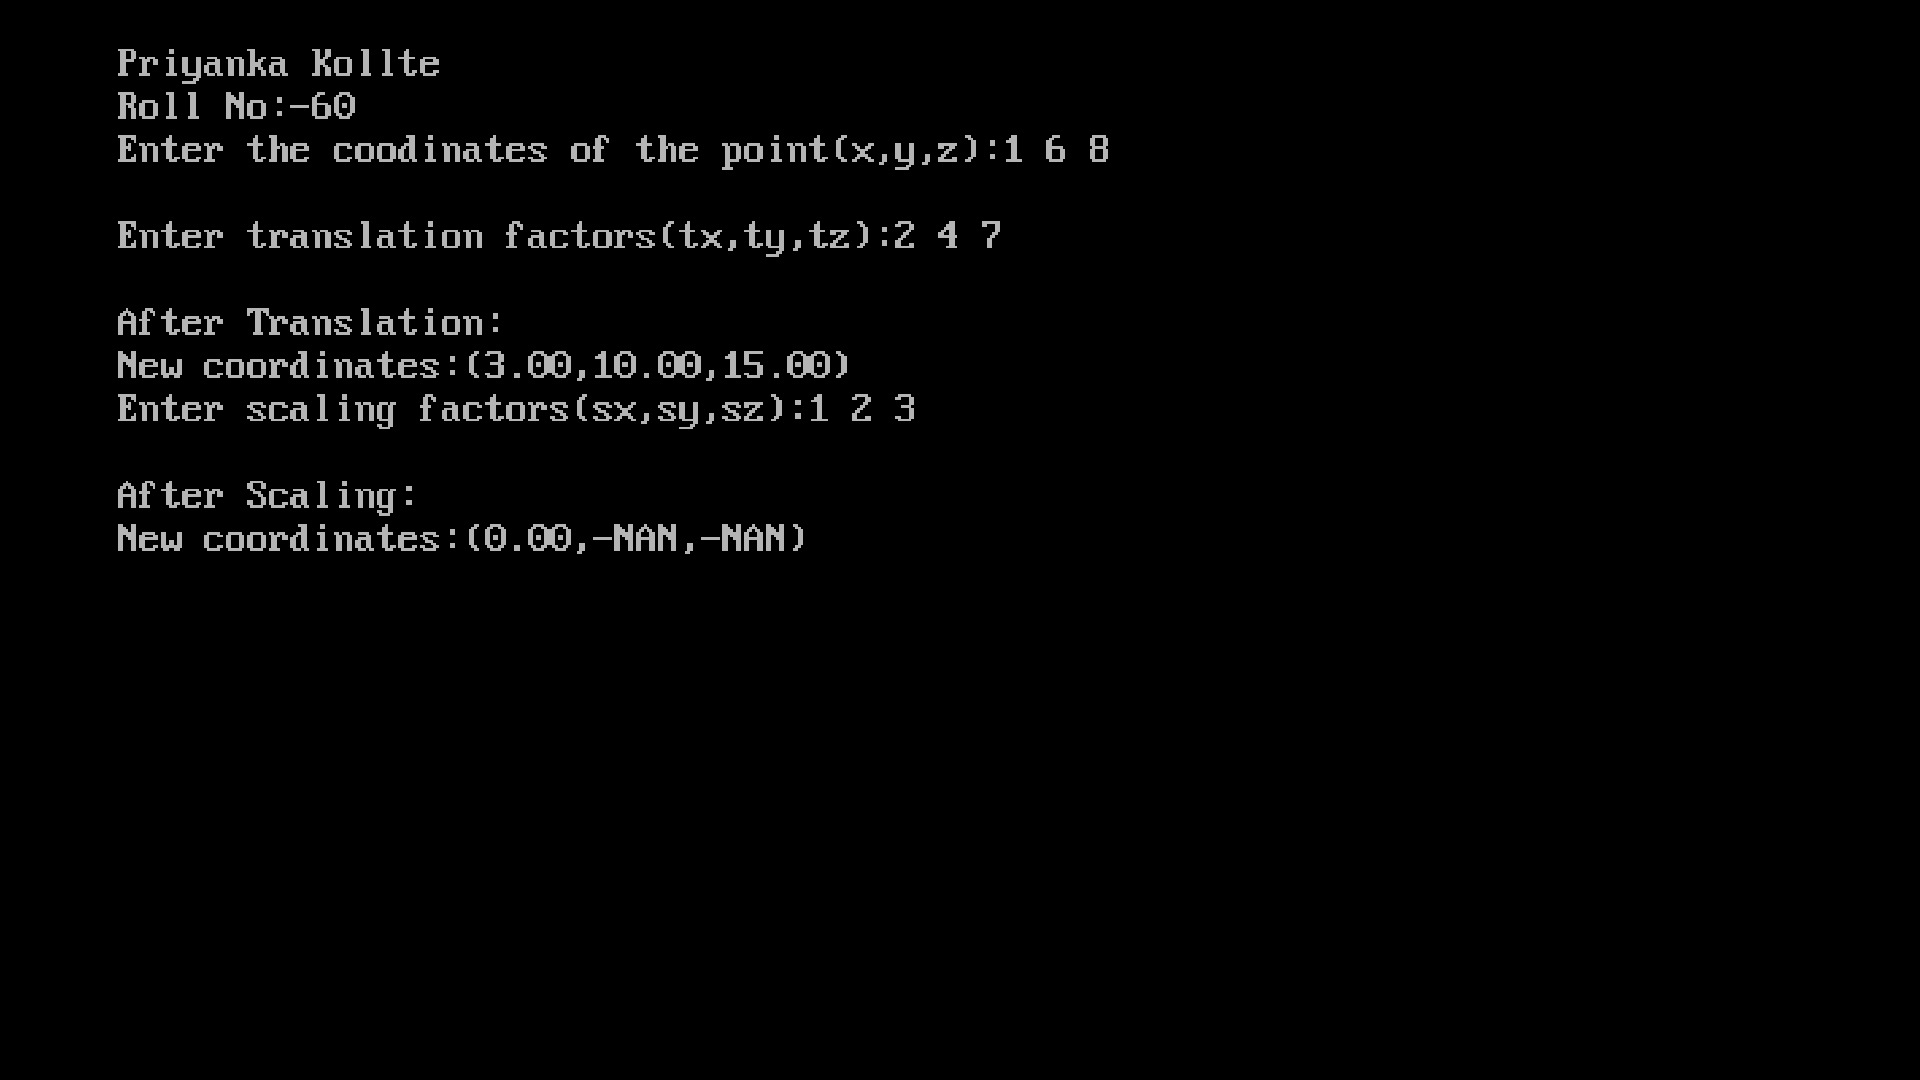 Priyanka Kollte
Roll No:-60
Enter the coodinates of the point(x,y,z):1 6 8
Enter translation factors(tx,ty,tz):2 4 7
After Translation:
New coordinates:(3.00,10.00,15.00)
Enter scaling factors(sx,sy,sz):1 2 3
After Scaling:
New coordinates:(0.00,-NAN,-NAN)